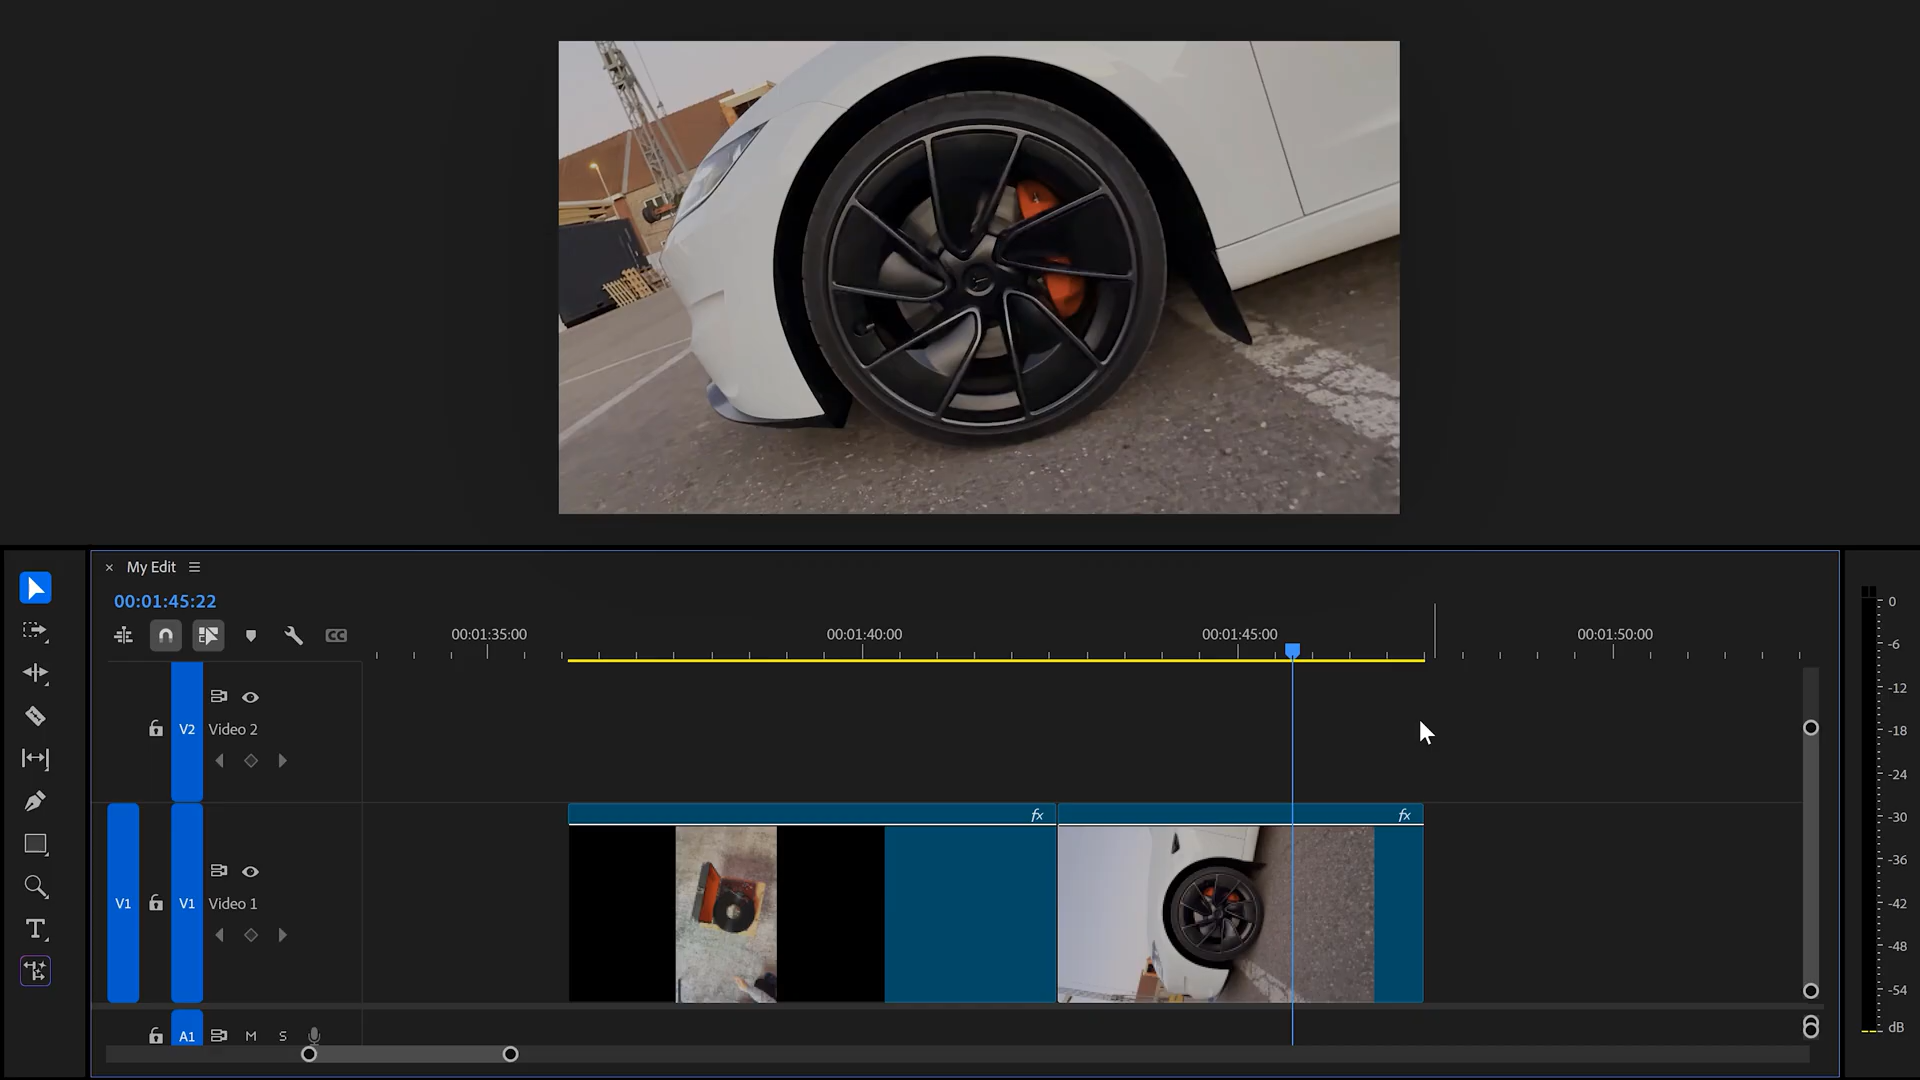 × My Edit
00:01:45:22
CC
00:01:35:00 00:01:40:00 00:01:45:00 00:01:50:00
V2 Video 2
fx fx
V1 V1 Video 1
A1 M S
T
0
-6
-12
-18
-24
-30
-36
-42
-48
-54
dB